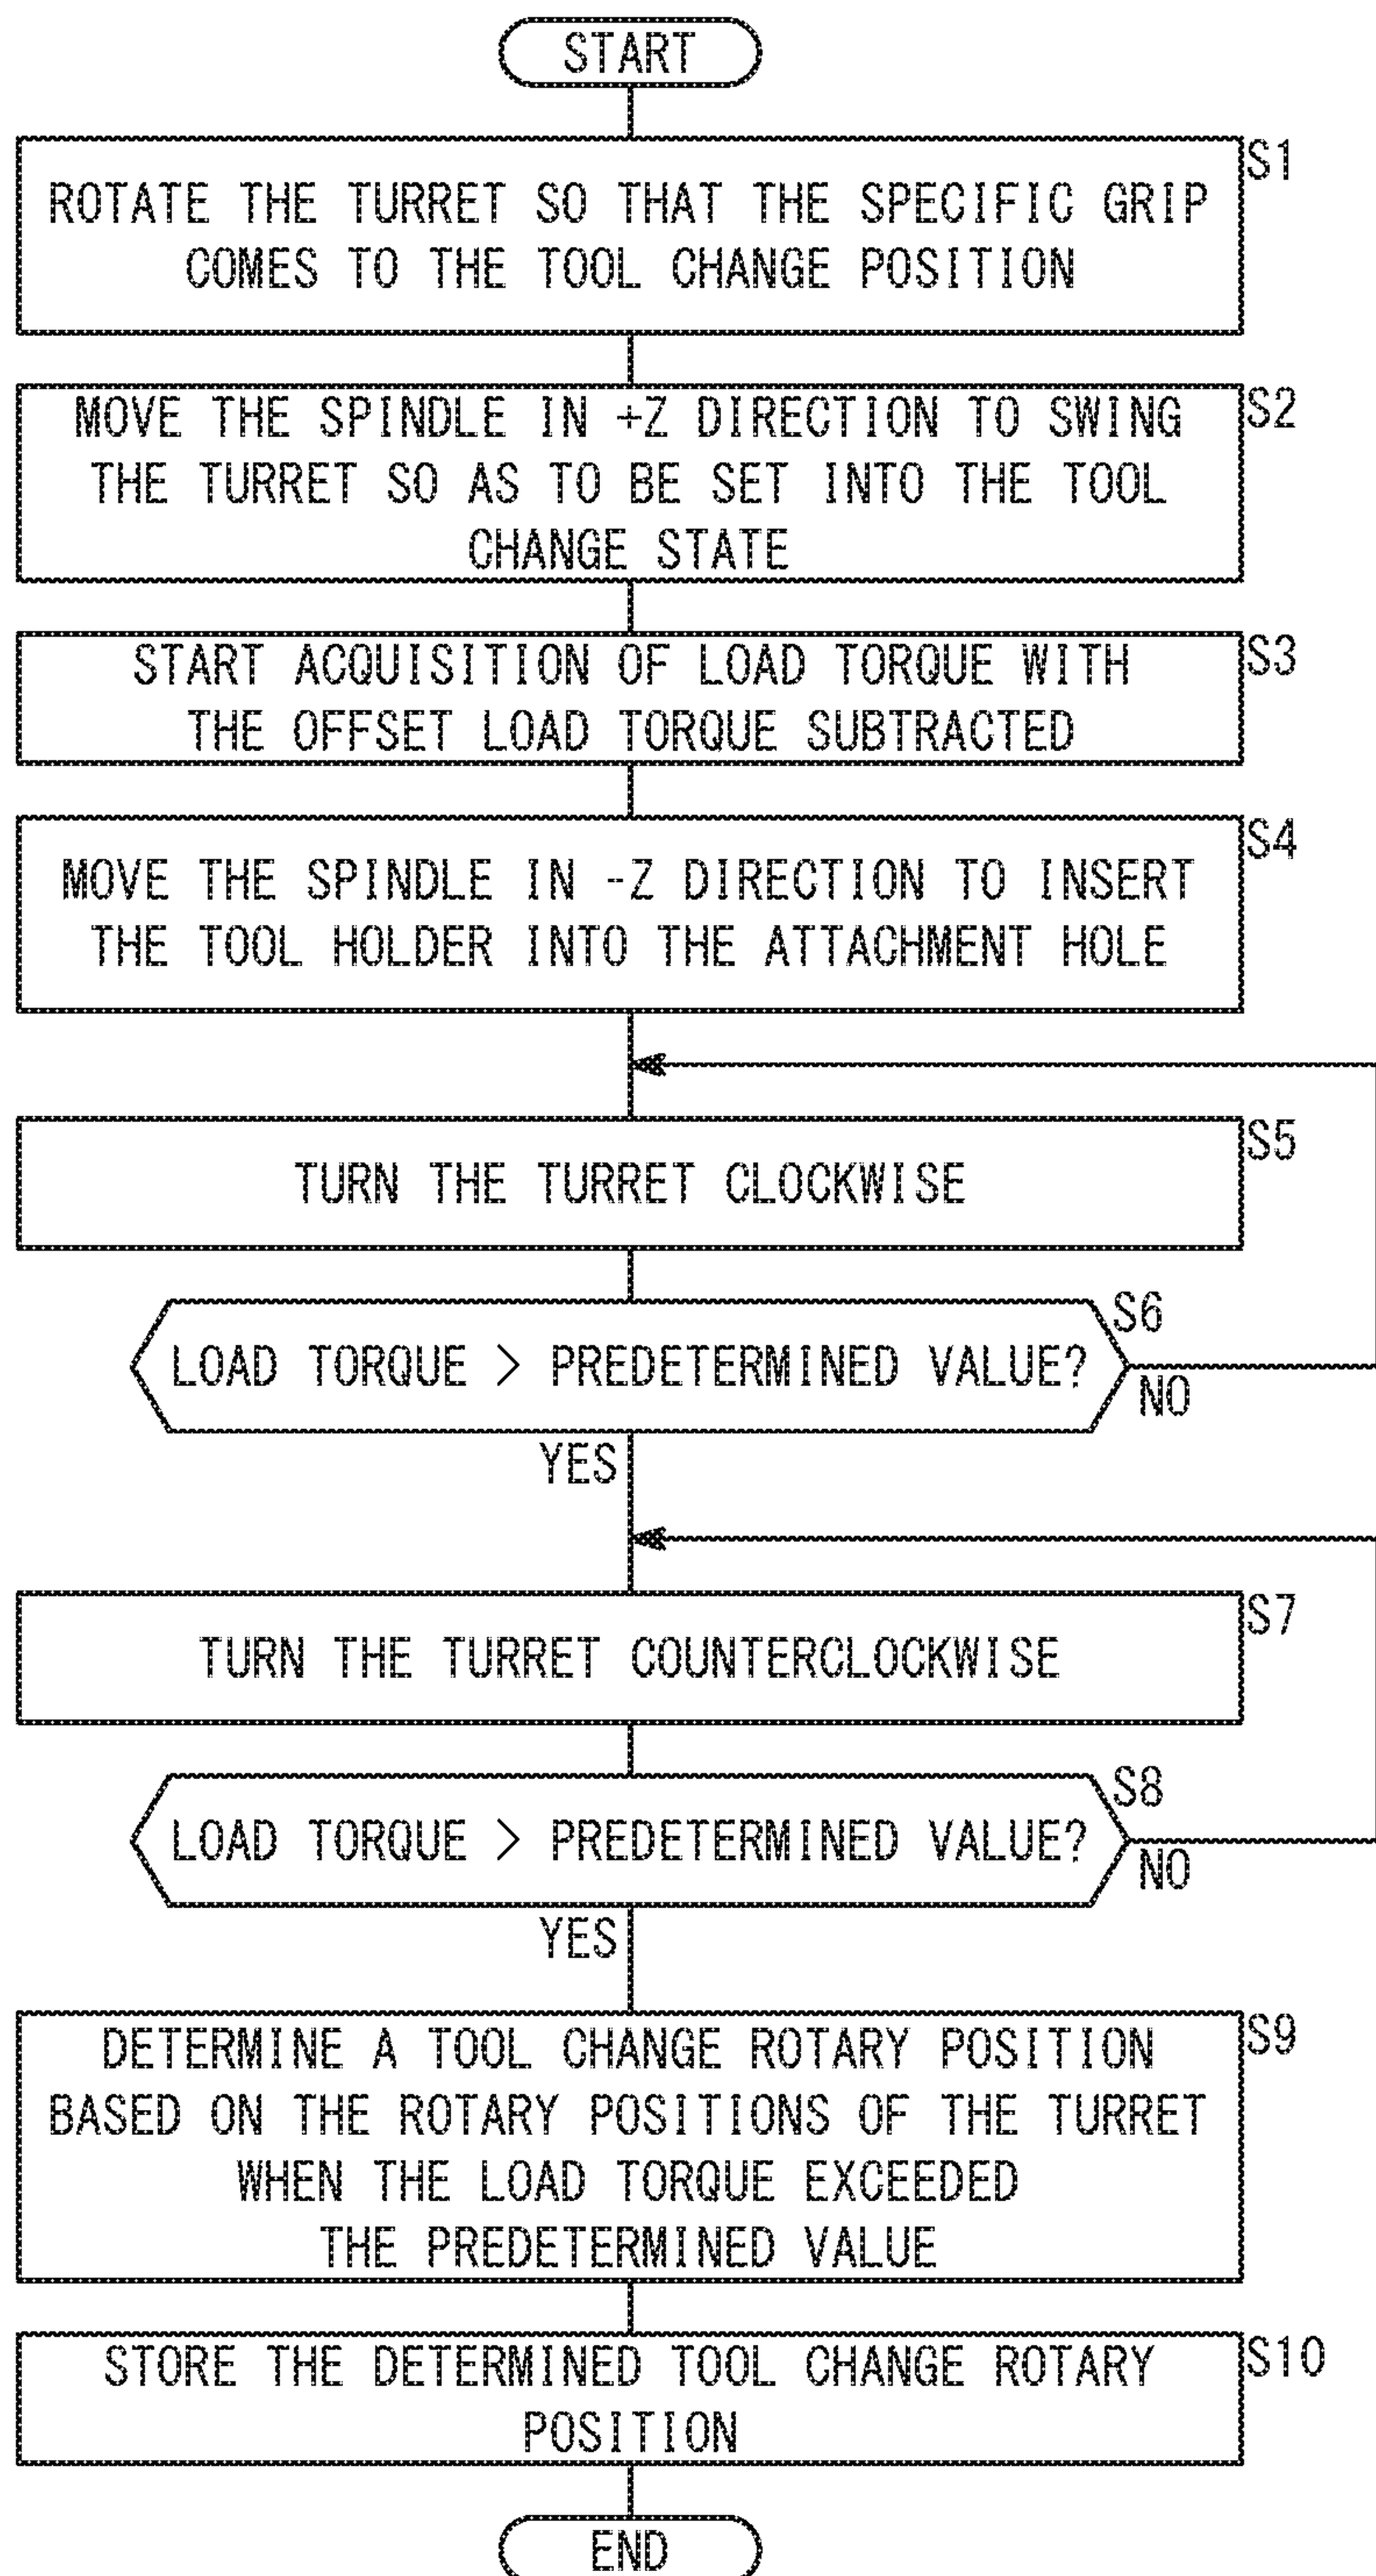 START
S1
ROTATE THE TURRET SO THAT THE SPECIFIC GRIP
COMES TO THE TOOL CHANGE POSITION
S2
MOVE THE SPINDLE IN +Z DIRECTION TO SWING
THE TURRET SO AS TO BE SET INTO THE TOOL
CHANGE STATE
S3
START ACQUISITION OF LOAD TORQUE WITH
THE OFFSET LOAD TORQUE SUBTRACTED
S4
MOVE THE SPINDLE IN -Z DIRECTION TO INSERT
THE TOOL HOLDER INTO THE ATTACHMENT HOLE
S5
TURN THE TURRET CLOCKWISE
S6
LOAD TORQUE > PREDETERMINED VALUE?
NO
YES
S7
TURN THE TURRET COUNTERCLOCKWISE
S8
LOAD TORQUE > PREDETERMINED VALUE?
NO
YES
S9
DETERMINE A TOOL CHANGE ROTARY POSITION
BASED ON THE ROTARY POSITIONS OF THE TURRET
WHEN THE LOAD TORQUE EXCEEDED
THE PREDETERMINED VALUE
S10
STORE THE DETERMINED TOOL CHANGE ROTARY
POSITION
END